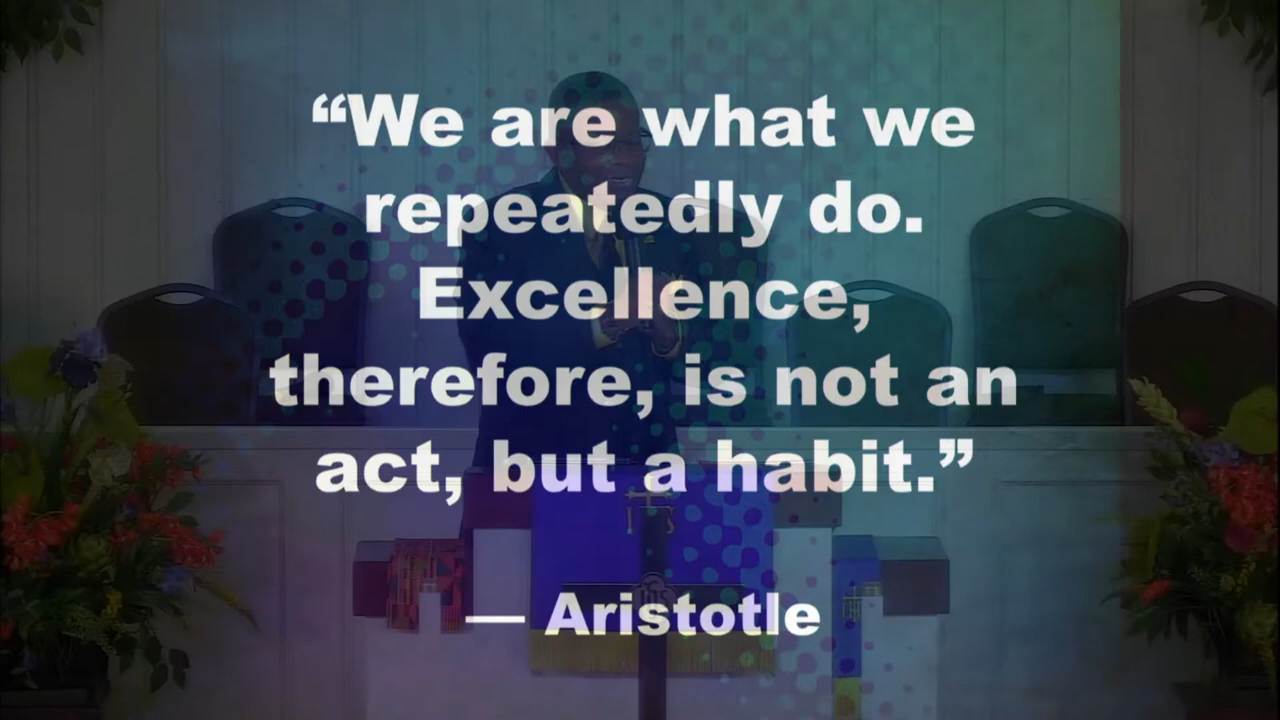 “We are what we
repeatedly do.
Excellence,
therefore, is not an
act, but a habit.”
— Aristotle